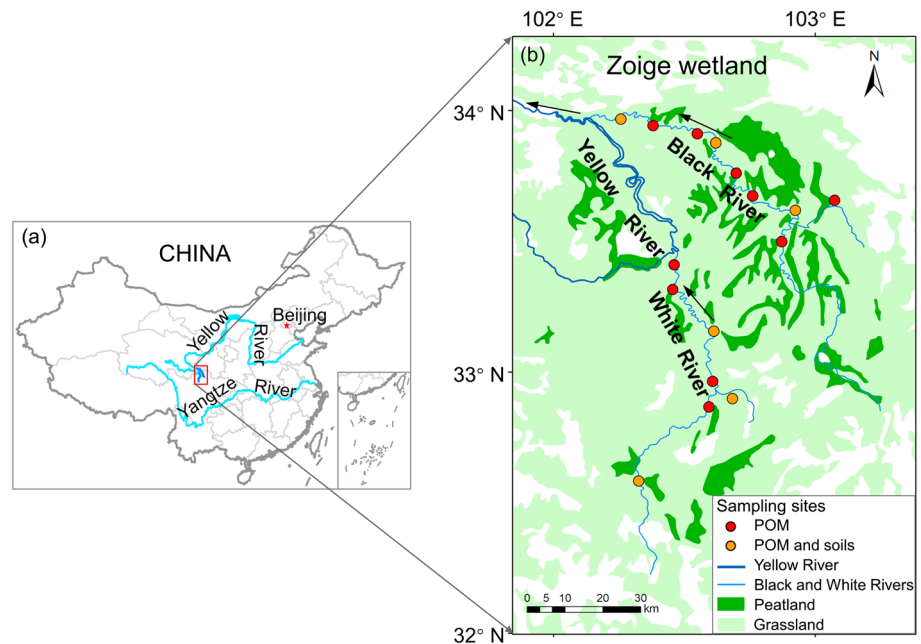 (a)
CHINA
Beijing
Yellow
River
Yangtze
River
102° E
103° E
(b)
Zoige wetland
N
34° N
33° N
32° N
Yellow
River
Black
River
White River
Sampling sites
POM
POM and soils
Yellow River
Black and White Rivers
Peatland
Grassland
0 5 10 20 30
km